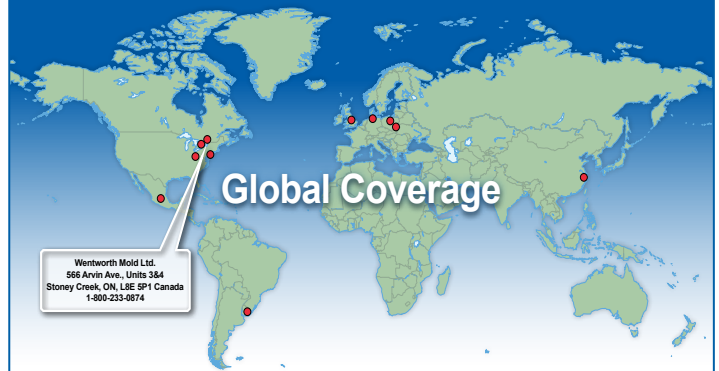 Global Coverage
Wentworth Mold Ltd.
566 Arvin Ave., Units 3&4
Stoney Creek, ON, L8E 5P1 Canada
1-800-233-0874